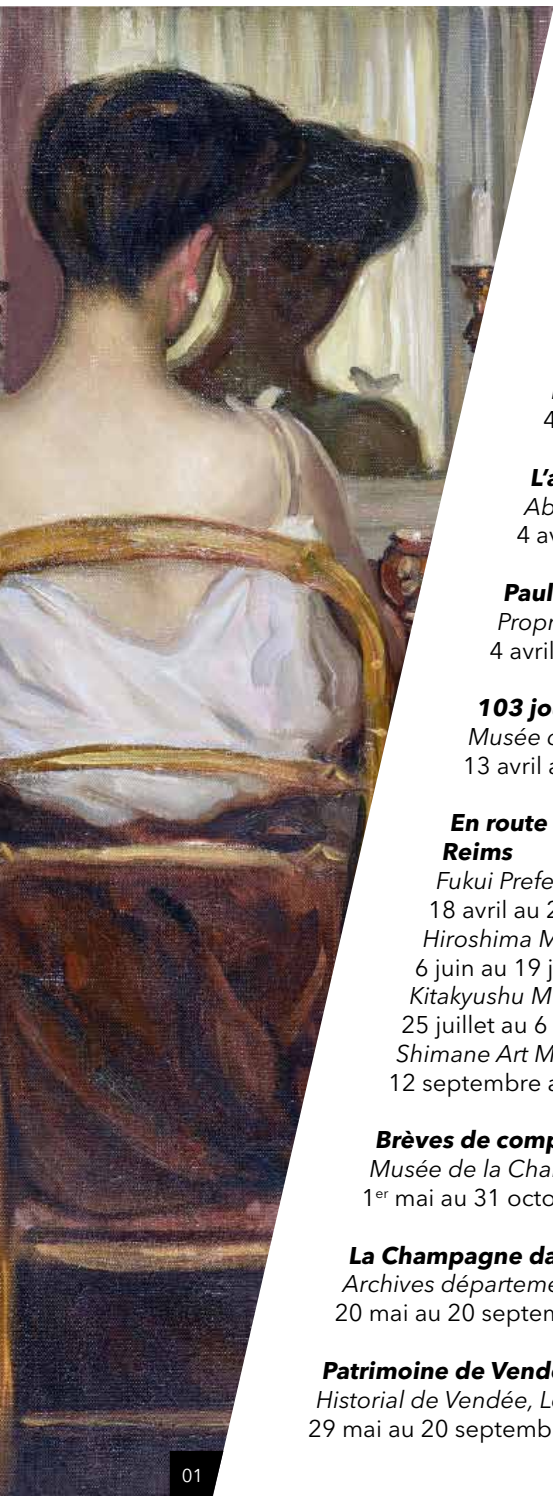 L'a
Ab
4 av
Paul
Propr
4 avril
103 jou
Musée d
13 avril a
En route
Reims
Fukui Prefe
18 avril au 2
Hiroshima M
6 juin au 19 j
Kitakyushu M
25 juillet au 6
Shimane Art M
12 septembre a
Brèves de comp
Musée de la Cha
1er mai au 31 octo
La Champagne da
Archives départeme
20 mai au 20 septem
Patrimoine de Vendé
Historial de Vendée, L
29 mai au 20 septemb
01